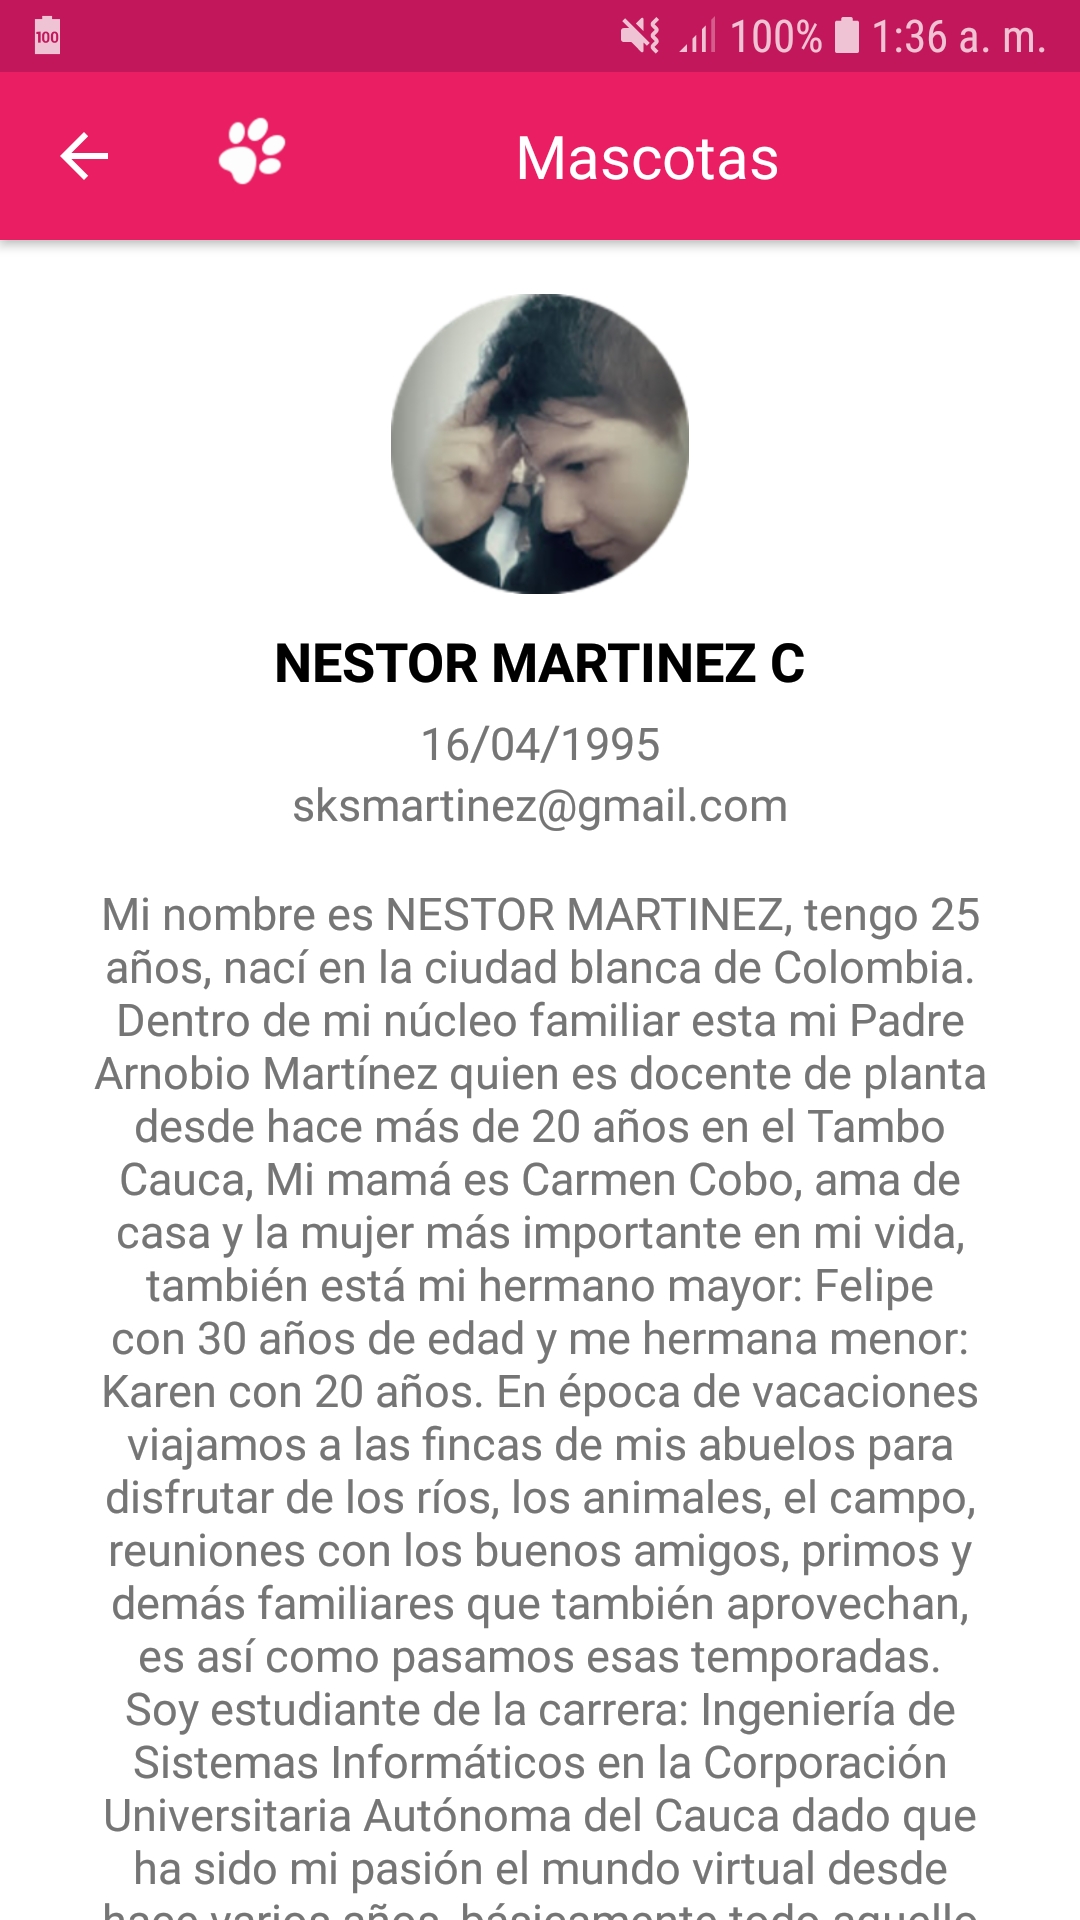 100
100% 1:36 a. m.
Mascotas
NESTOR MARTINEZ C
16/04/1995
sksmartinez@gmail.com
Mi nombre es NESTOR MARTINEZ, tengo 25
años, nací en la ciudad blanca de Colombia.
Dentro de mi núcleo familiar esta mi Padre
Arnobio Martínez quien es docente de planta
desde hace más de 20 años en el Tambo
Cauca, Mi mamá es Carmen Cobo, ama de
casa y la mujer más importante en mi vida,
también está mi hermano mayor: Felipe
con 30 años de edad y me hermana menor:
Karen con 20 años. En época de vacaciones
viajamos a las fincas de mis abuelos para
disfrutar de los ríos, los animales, el campo,
reuniones con los buenos amigos, primos y
demás familiares que también aprovechan,
es así como pasamos esas temporadas.
Soy estudiante de la carrera: Ingeniería de
Sistemas Informáticos en la Corporación
Universitaria Autónoma del Cauca dado que
ha sido mi pasión el mundo virtual desde
hace varios años, básicamente todo aquello